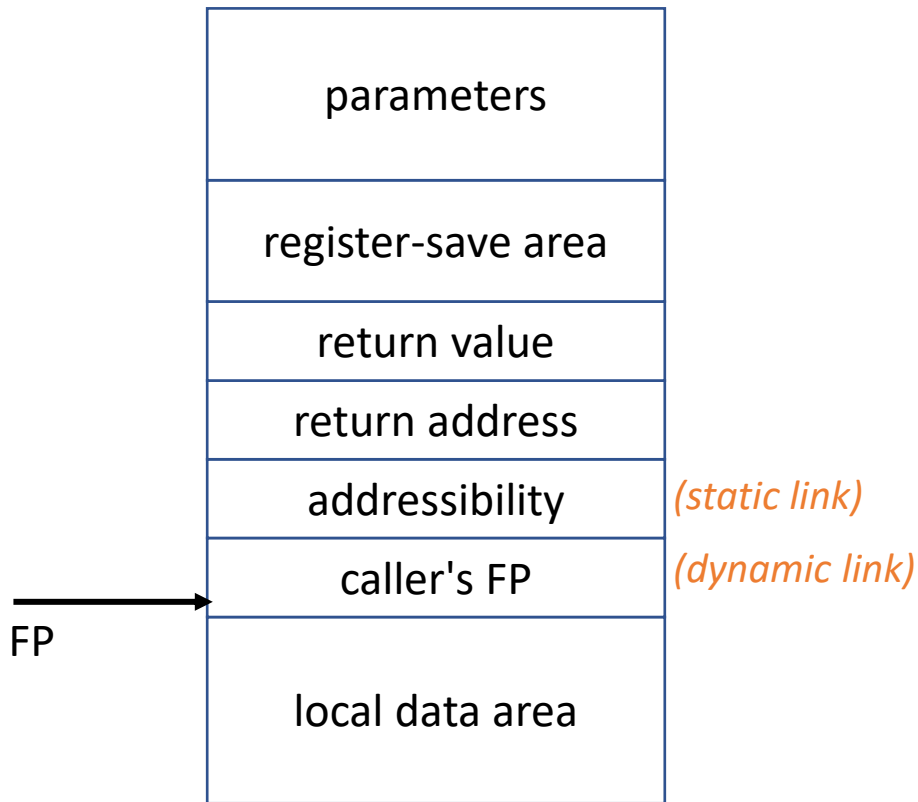 parameters
register-save area
return value
return address
addressibility
(static link)
caller's FP
(dynamic link)
FP
local data area